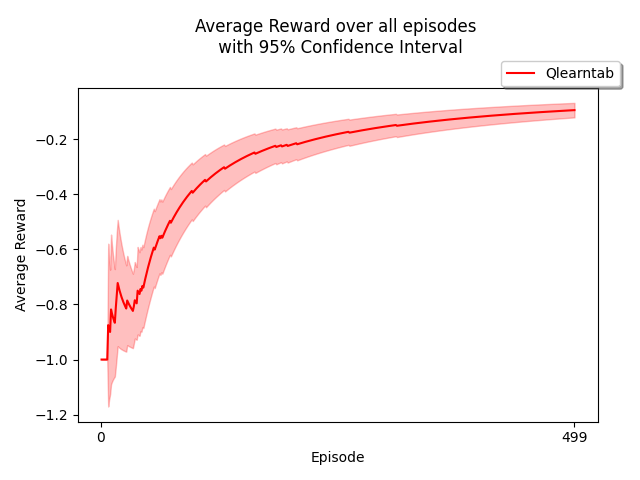 Average Reward over all episodes
with 95% Confidence Interval
Qlearntab
Average Reward
−0.2
−0.4
−0.6
−0.8
−1.0
−1.2
0
499
Episode